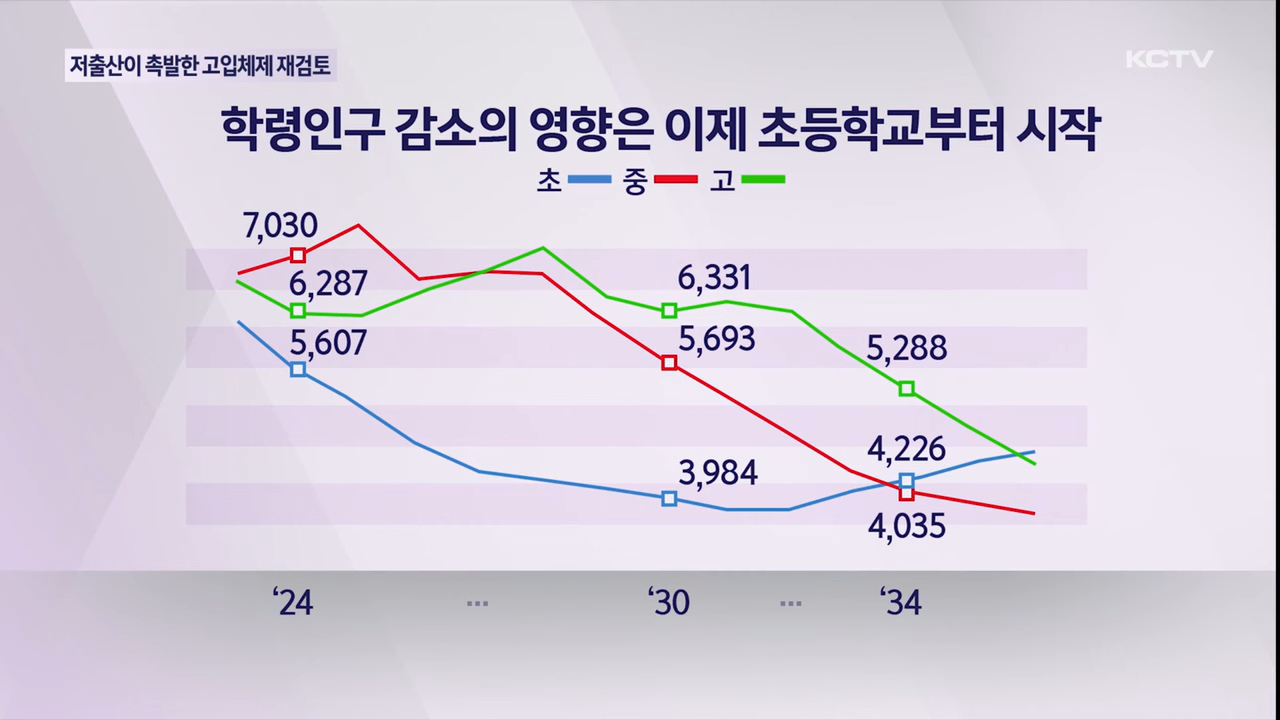 저출산이 촉발한 고입체제 재검토
KCTV
학령인구 감소의 영향은 이제 초등학교부터 시작
초 중 고
7,030
6,287
5,607
6,331
5,693
3,984
5,288
4,226
4,035
‘24 ... ‘30 ... ‘34